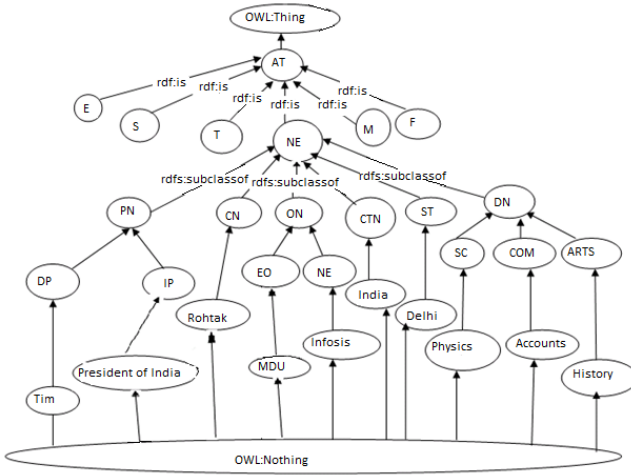 OWL:Thing
AT
rdf:is
rdf:is
rdf:is
rdf:is
rdf:is
rdf:is
E
S
T
M
F
NE
rdfs:subclassof
rdfs:subclassof
rdfs:subclassof
PN
CN
ON
CTN
ST
DN
DP
IP
EO
NE
SC
COM
ARTS
India
Rohtak
Delhi
Infosis
Physics
Accounts
President of India
MDU
History
Tim
OWL:Nothing